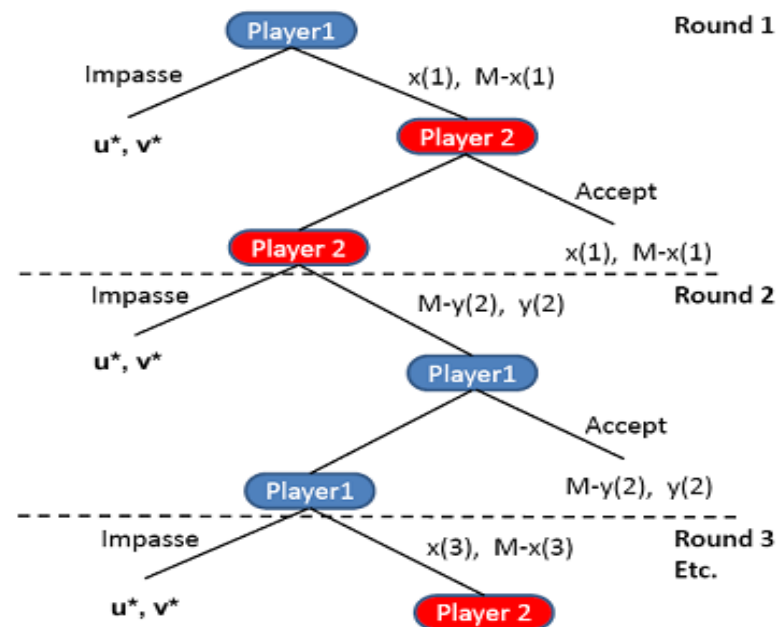 Player1 Round 1
Impasse x(1), M-x(1)
u*, v* Player 2
Accept
Player 2 x(1), M-x(1)
Impasse M-y(2), y(2) Round 2
u*, v* Player1
Accept
Player1 M-y(2), y(2)
Impasse x(3), M-x(3) Round 3
Etc.
u*, v* Player 2